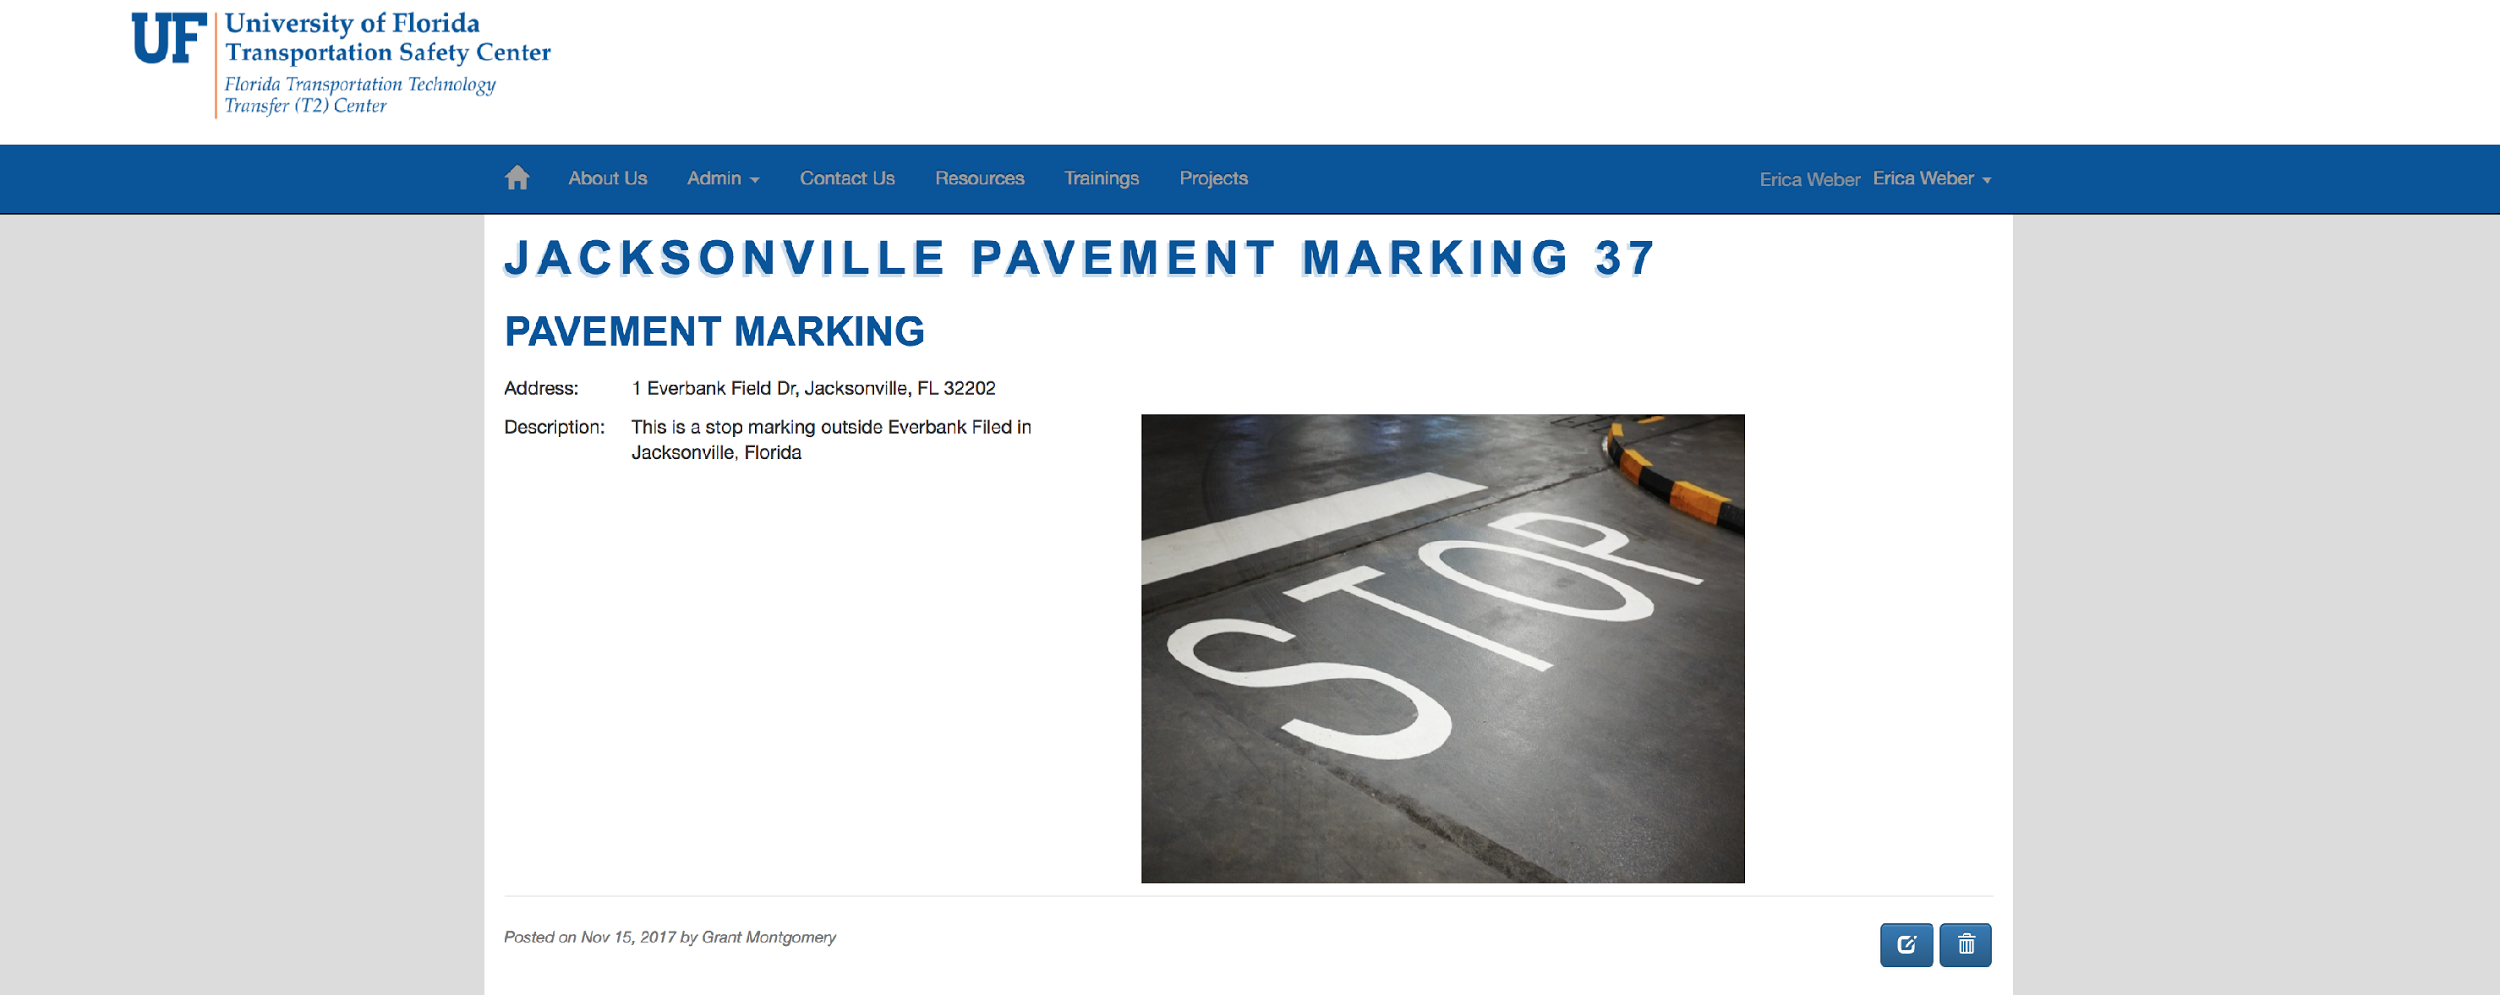 UF
University of Florida
Transportation Safety Center
Florida Transportation Technology
Transfer (T2) Center
About Us Admin Contact Us Resources Trainings Projects Erica Weber Erica Weber
JACKSONVILLE PAVEMENT MARKING 37
PAVEMENT MARKING
Address: 1 Everbank Field Dr, Jacksonville, FL 32202
Description: This is a stop marking outside Everbank Filed in
Jacksonville, Florida
STOP
Posted on Nov 15, 2017 by Grant Montgomery